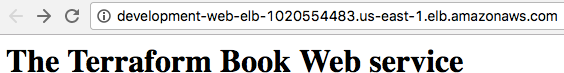 development-web-elb-1020554483.us-east-1.elb.amazonaws.com
The Terraform Book Web service